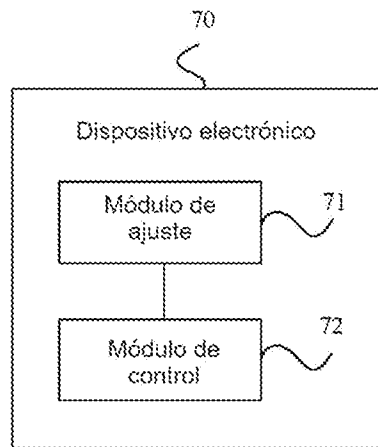 70
Dispositivo electrónico
Módulo de
ajuste
71
Módulo de
control
72